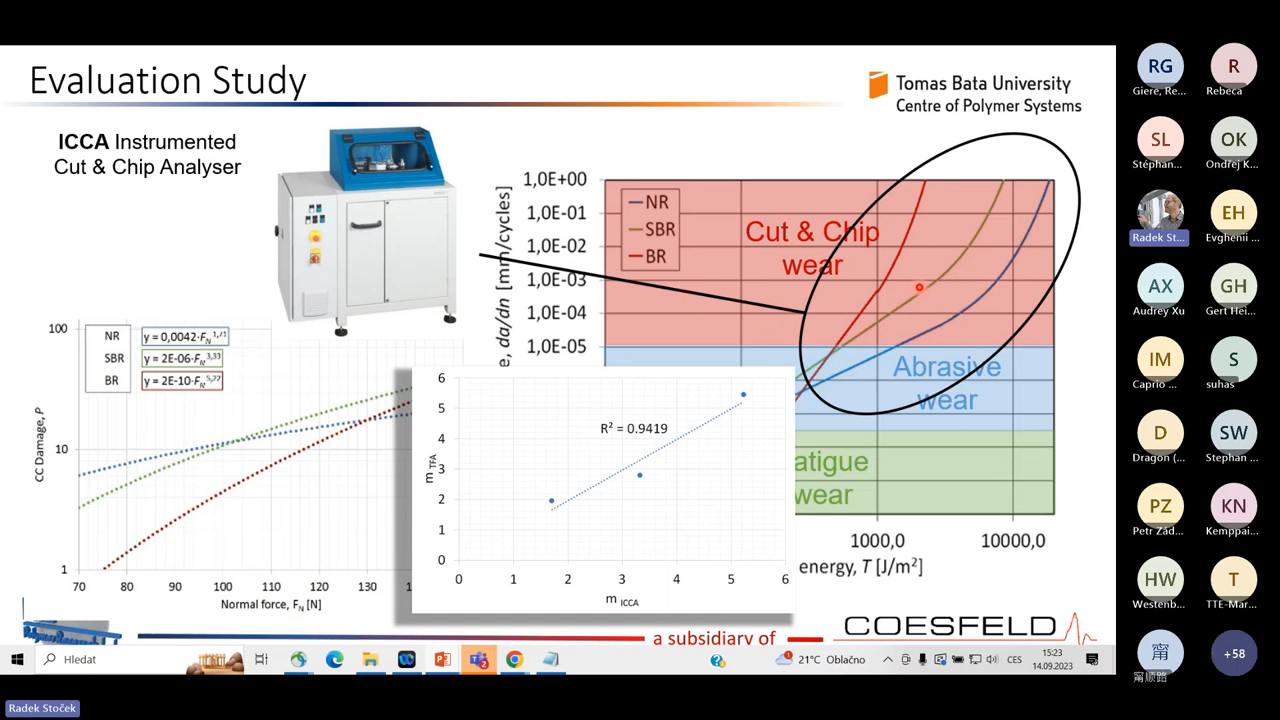 Evaluation Study
Tomas Bata University
Centre of Polymer Systems
ICCA Instrumented
Cut & Chip Analyser
CC Damage, P
100
10
1
NR
SBR
BR
y = 0,0042·F_N^1,71
y = 2E-06·F_N^3,33
y = 2E-10·F_N^5,22
70
80
90
100
110
120
130
Normal force, F_N [N]
e, da/dn [mm/cycles)
1,0E+00
1,0E-01
1,0E-02
1,0E-03
1,0E-04
1,0E-05
NR
SBR
BR
Cut & Chip
wear
Abrasive
wear
atigue
wear
1000,0
10000,0
energy, T [J/m²]
m TFA
6
5
4
3
2
1
0
R² = 0.9419
0
1
2
3
4
5
6
m ICCA
a subsidiary of
COESFELD
Hledat
21°C Oblačno
CES
15:23
14.09.2023
RG
Giere, Re...
R
Rebeca
SL
Stéphan...
OK
Ondřej K...
Radek St...
EH
Evghenii ...
AX
Audrey Xu
GH
Gert Hei...
IM
Caprio ...
S
suhas
D
Dragon (...
SW
Stephan ...
PZ
Petr Zád...
KN
Kemppai...
HW
Westenb...
T
TTE-Mar...
甯
甯顺路
+58
Radek Stoček